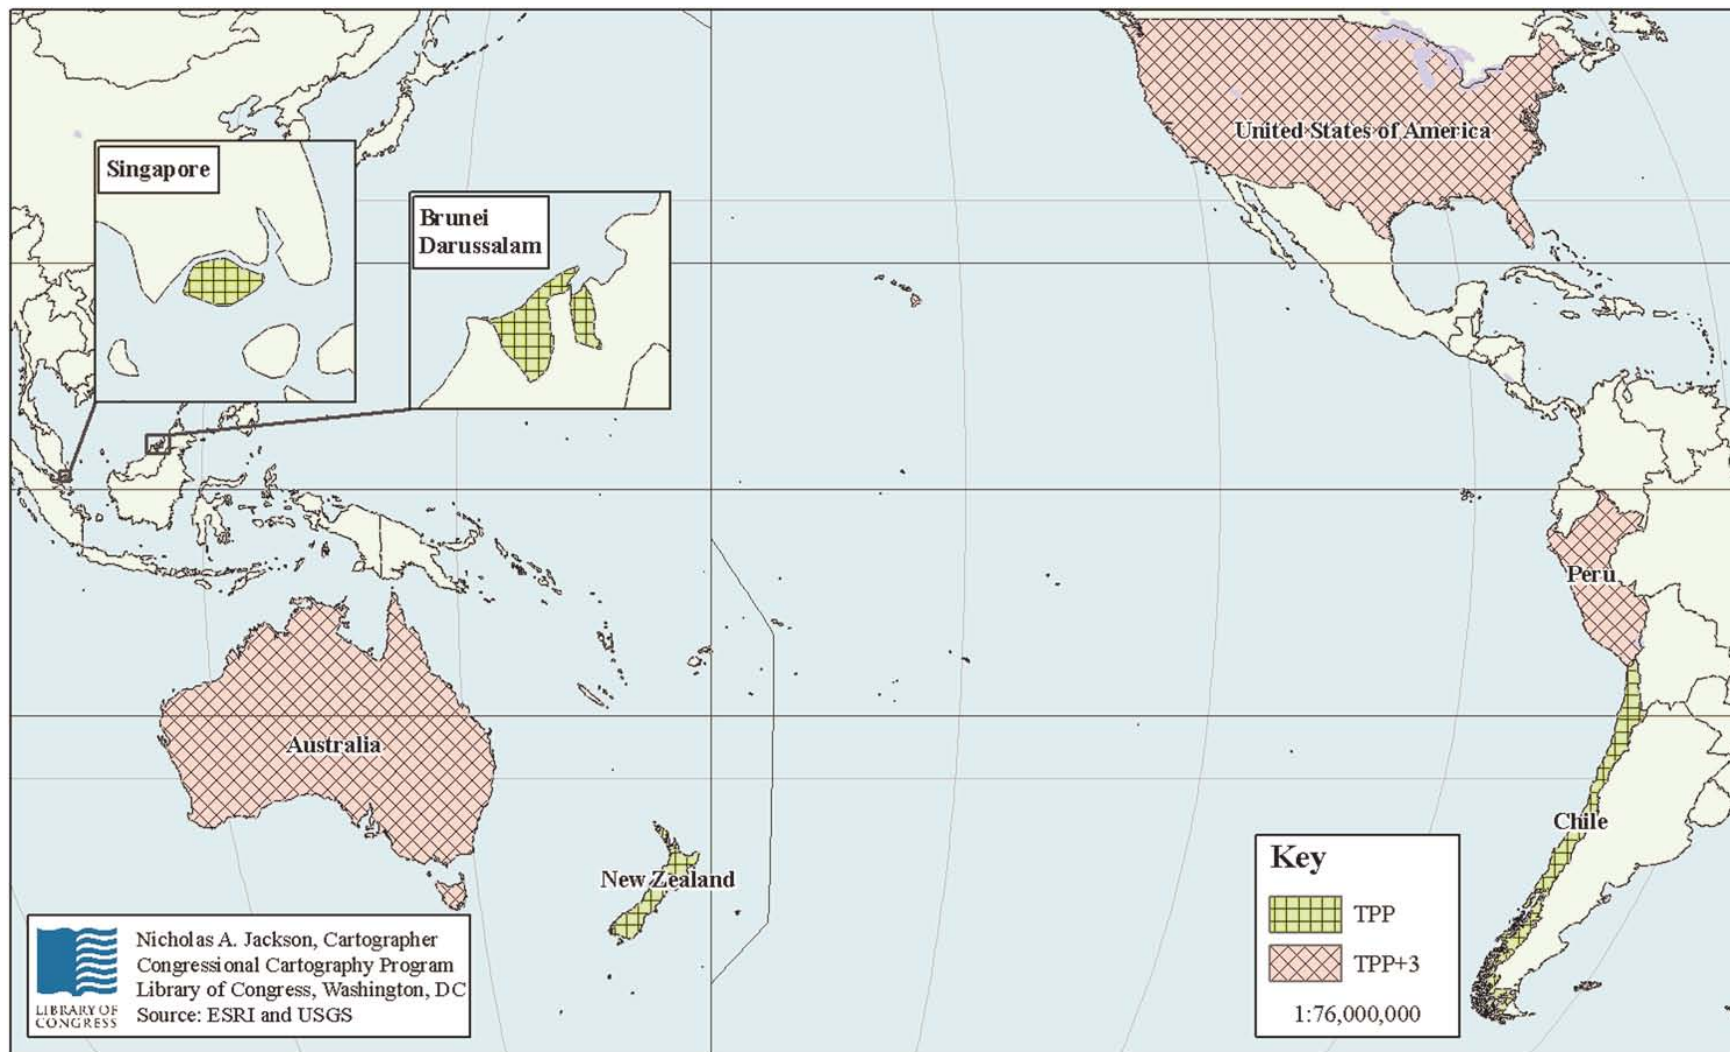 United States of America
Singapore
Brunei
Darussalam
Peru
Australia
Chile
New Zealand
Key
TPP
TPP+3
1:76,000,000
Nicholas A. Jackson, Cartographer
Congressional Cartography Program
Library of Congress, Washington, DC
Source: ESRI and USGS
LIBRARY OF
CONGRESS